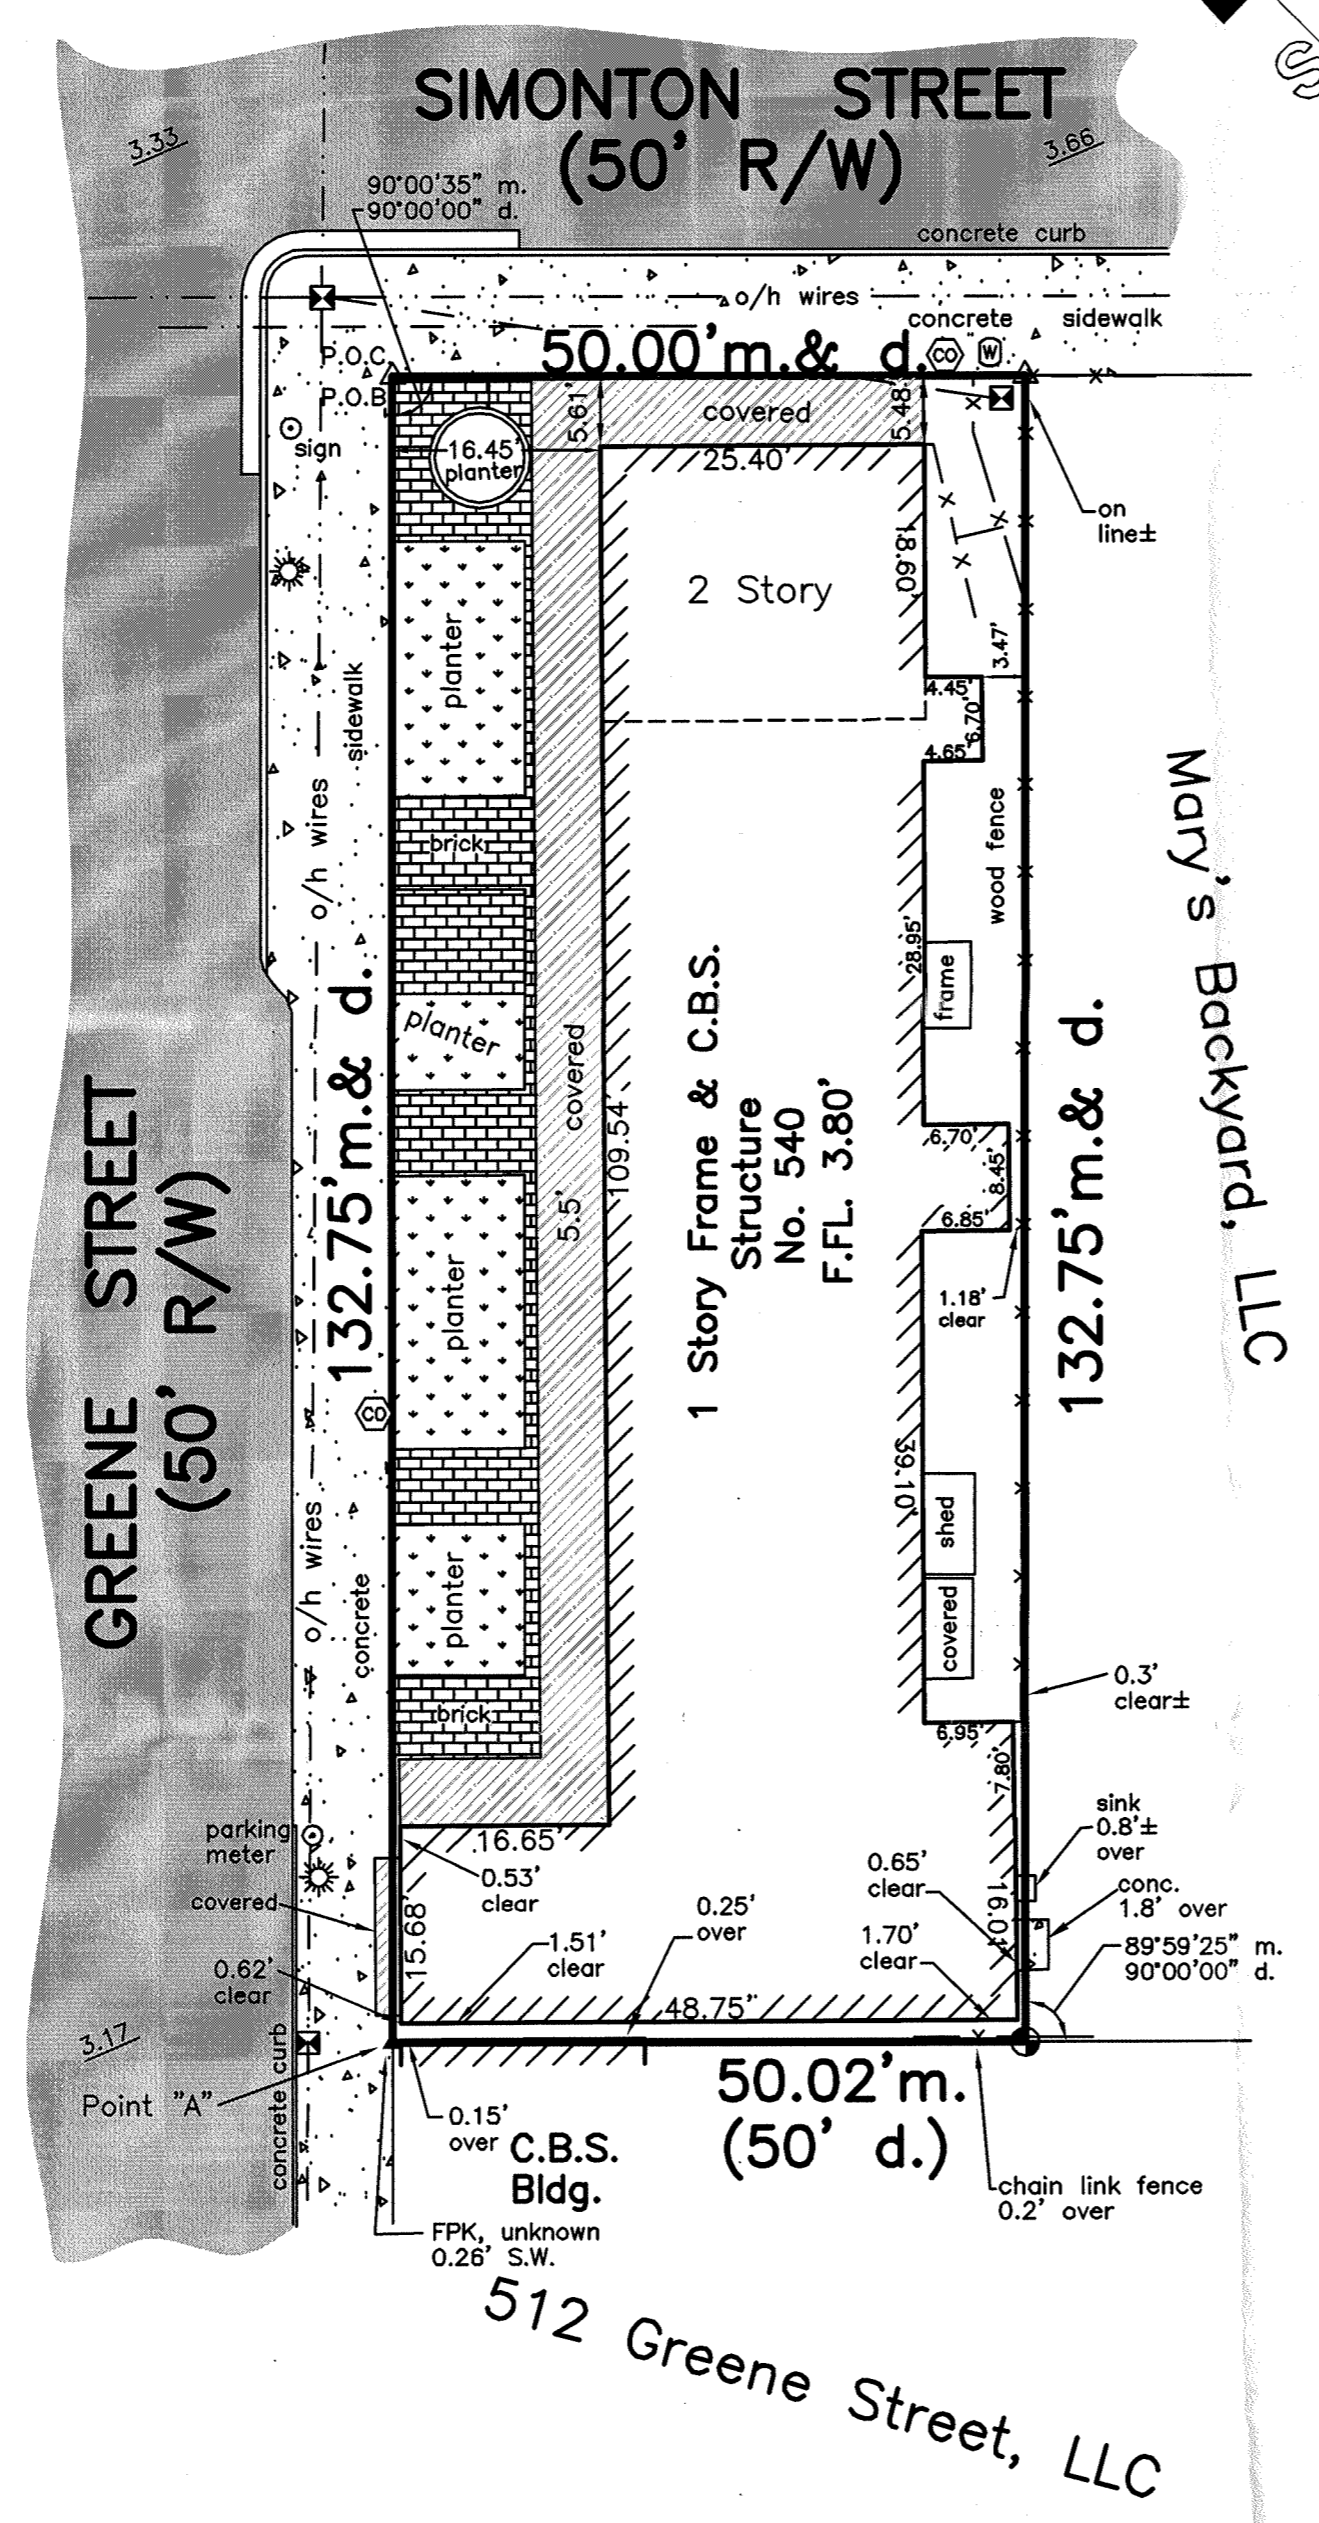 S
SIMONTON STREET
(50' R/W)
3.33
3.66
90°00'35" m.
90°00'00" d.
concrete curb
o/h wires
concrete sidewalk
50.00'm.& d.
CO
W
P.O.C.
P.O.B.
sign
16.45'
planter
5.61'
covered
5.48'
25.40'
18.60'
on
line±
2 Story
3.47'
4.45'
6.70'
4.65'
planter
sidewalk
o/h wires
brick
wood fence
28.95'
frame
planter
covered
5.5'
109.54'
132.75'm.& d.
GREENE STREET
(50' R/W)
1 Story Frame & C.B.S.
Structure
No. 540
F.FL. 3.80'
6.70'
8.45'
6.85'
1.18'
clear
132.75'm.& d.
Mary's Backyard, LLC
planter
CO
39.10'
shed
covered
o/h wires
concrete
planter
brick
0.3'
clear±
6.95'
7.80'
sink
0.8'±
over
parking
meter
covered
16.65'
0.53'
clear
15.68'
0.65'
clear
16.01'
conc.
1.8' over
0.25'
over
1.51'
clear
1.70'
clear
89°59'25" m.
90°00'00" d.
0.62'
clear
48.75"
3.17
Point "A"
concrete curb
50.02'm.
(50' d.)
0.15'
over
C.B.S.
Bldg.
chain link fence
0.2' over
FPK, unknown
0.26' S.W.
512 Greene Street, LLC